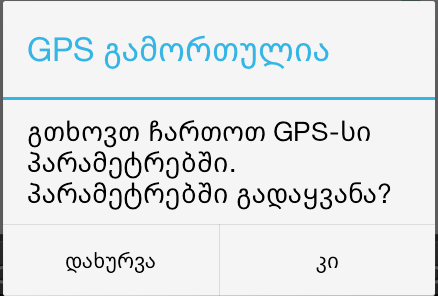 GPS გამორთულია
გთხოვთ ჩართოთ GPS-სი
პარამეტრებში.
პარამეტრებში გადაყვანა?
დახურვა
კი